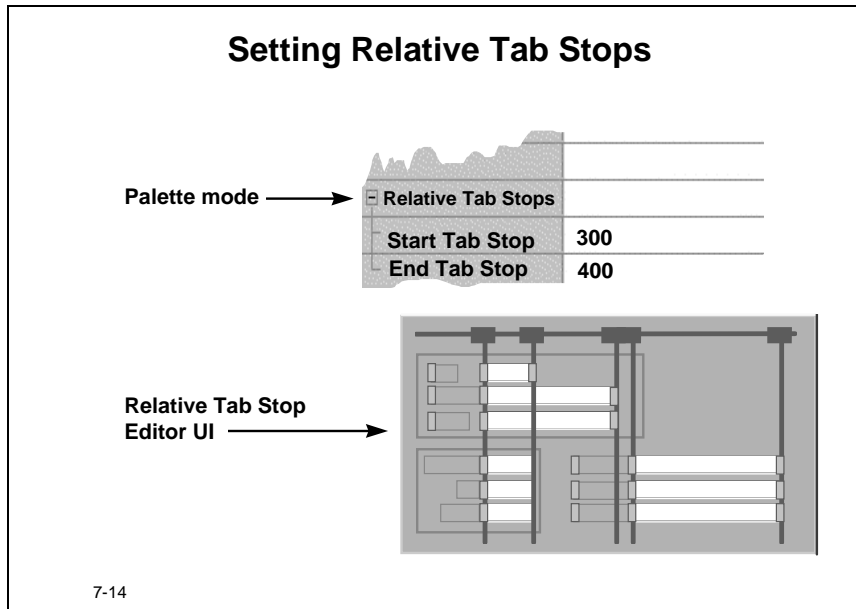 Setting Relative Tab Stops
Palette mode
Relative Tab Stops
Start Tab Stop 300
End Tab Stop 400
Relative Tab Stop
Editor UI
7-14